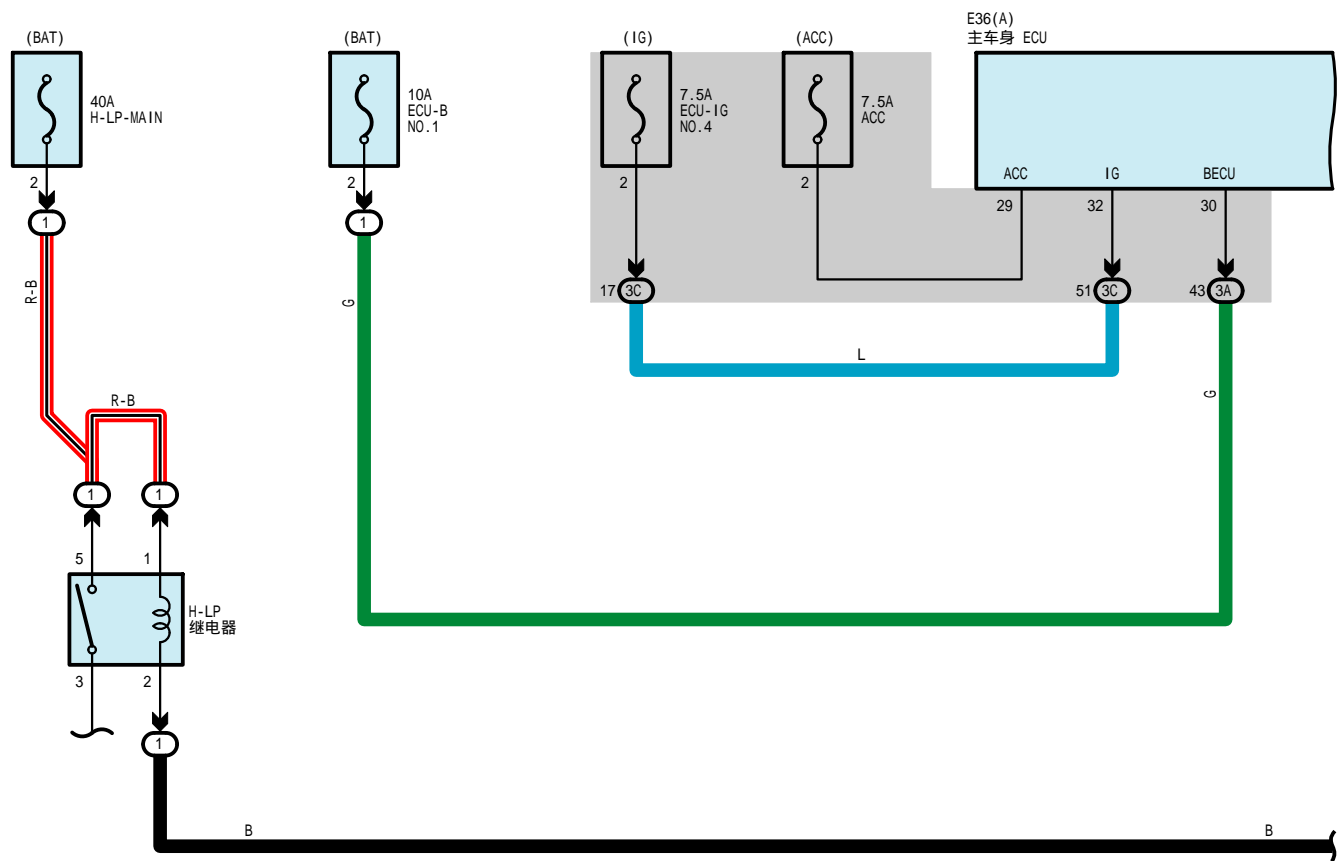 E36(A)
主车身 ECU
(BAT)
(BAT)
(IG)
(ACC)
40A
H-LP-MAIN
10A
ECU-B
NO.1
7.5A
ECU-IG
NO.4
7.5A
ACC
ACC
IG
BECU
2
2
2
2
29
32
30
1
1
17
3C
51
3C
43
3A
R-B
G
L
G
R-B
1
1
5
1
H-LP
继电器
3
2
1
B
B